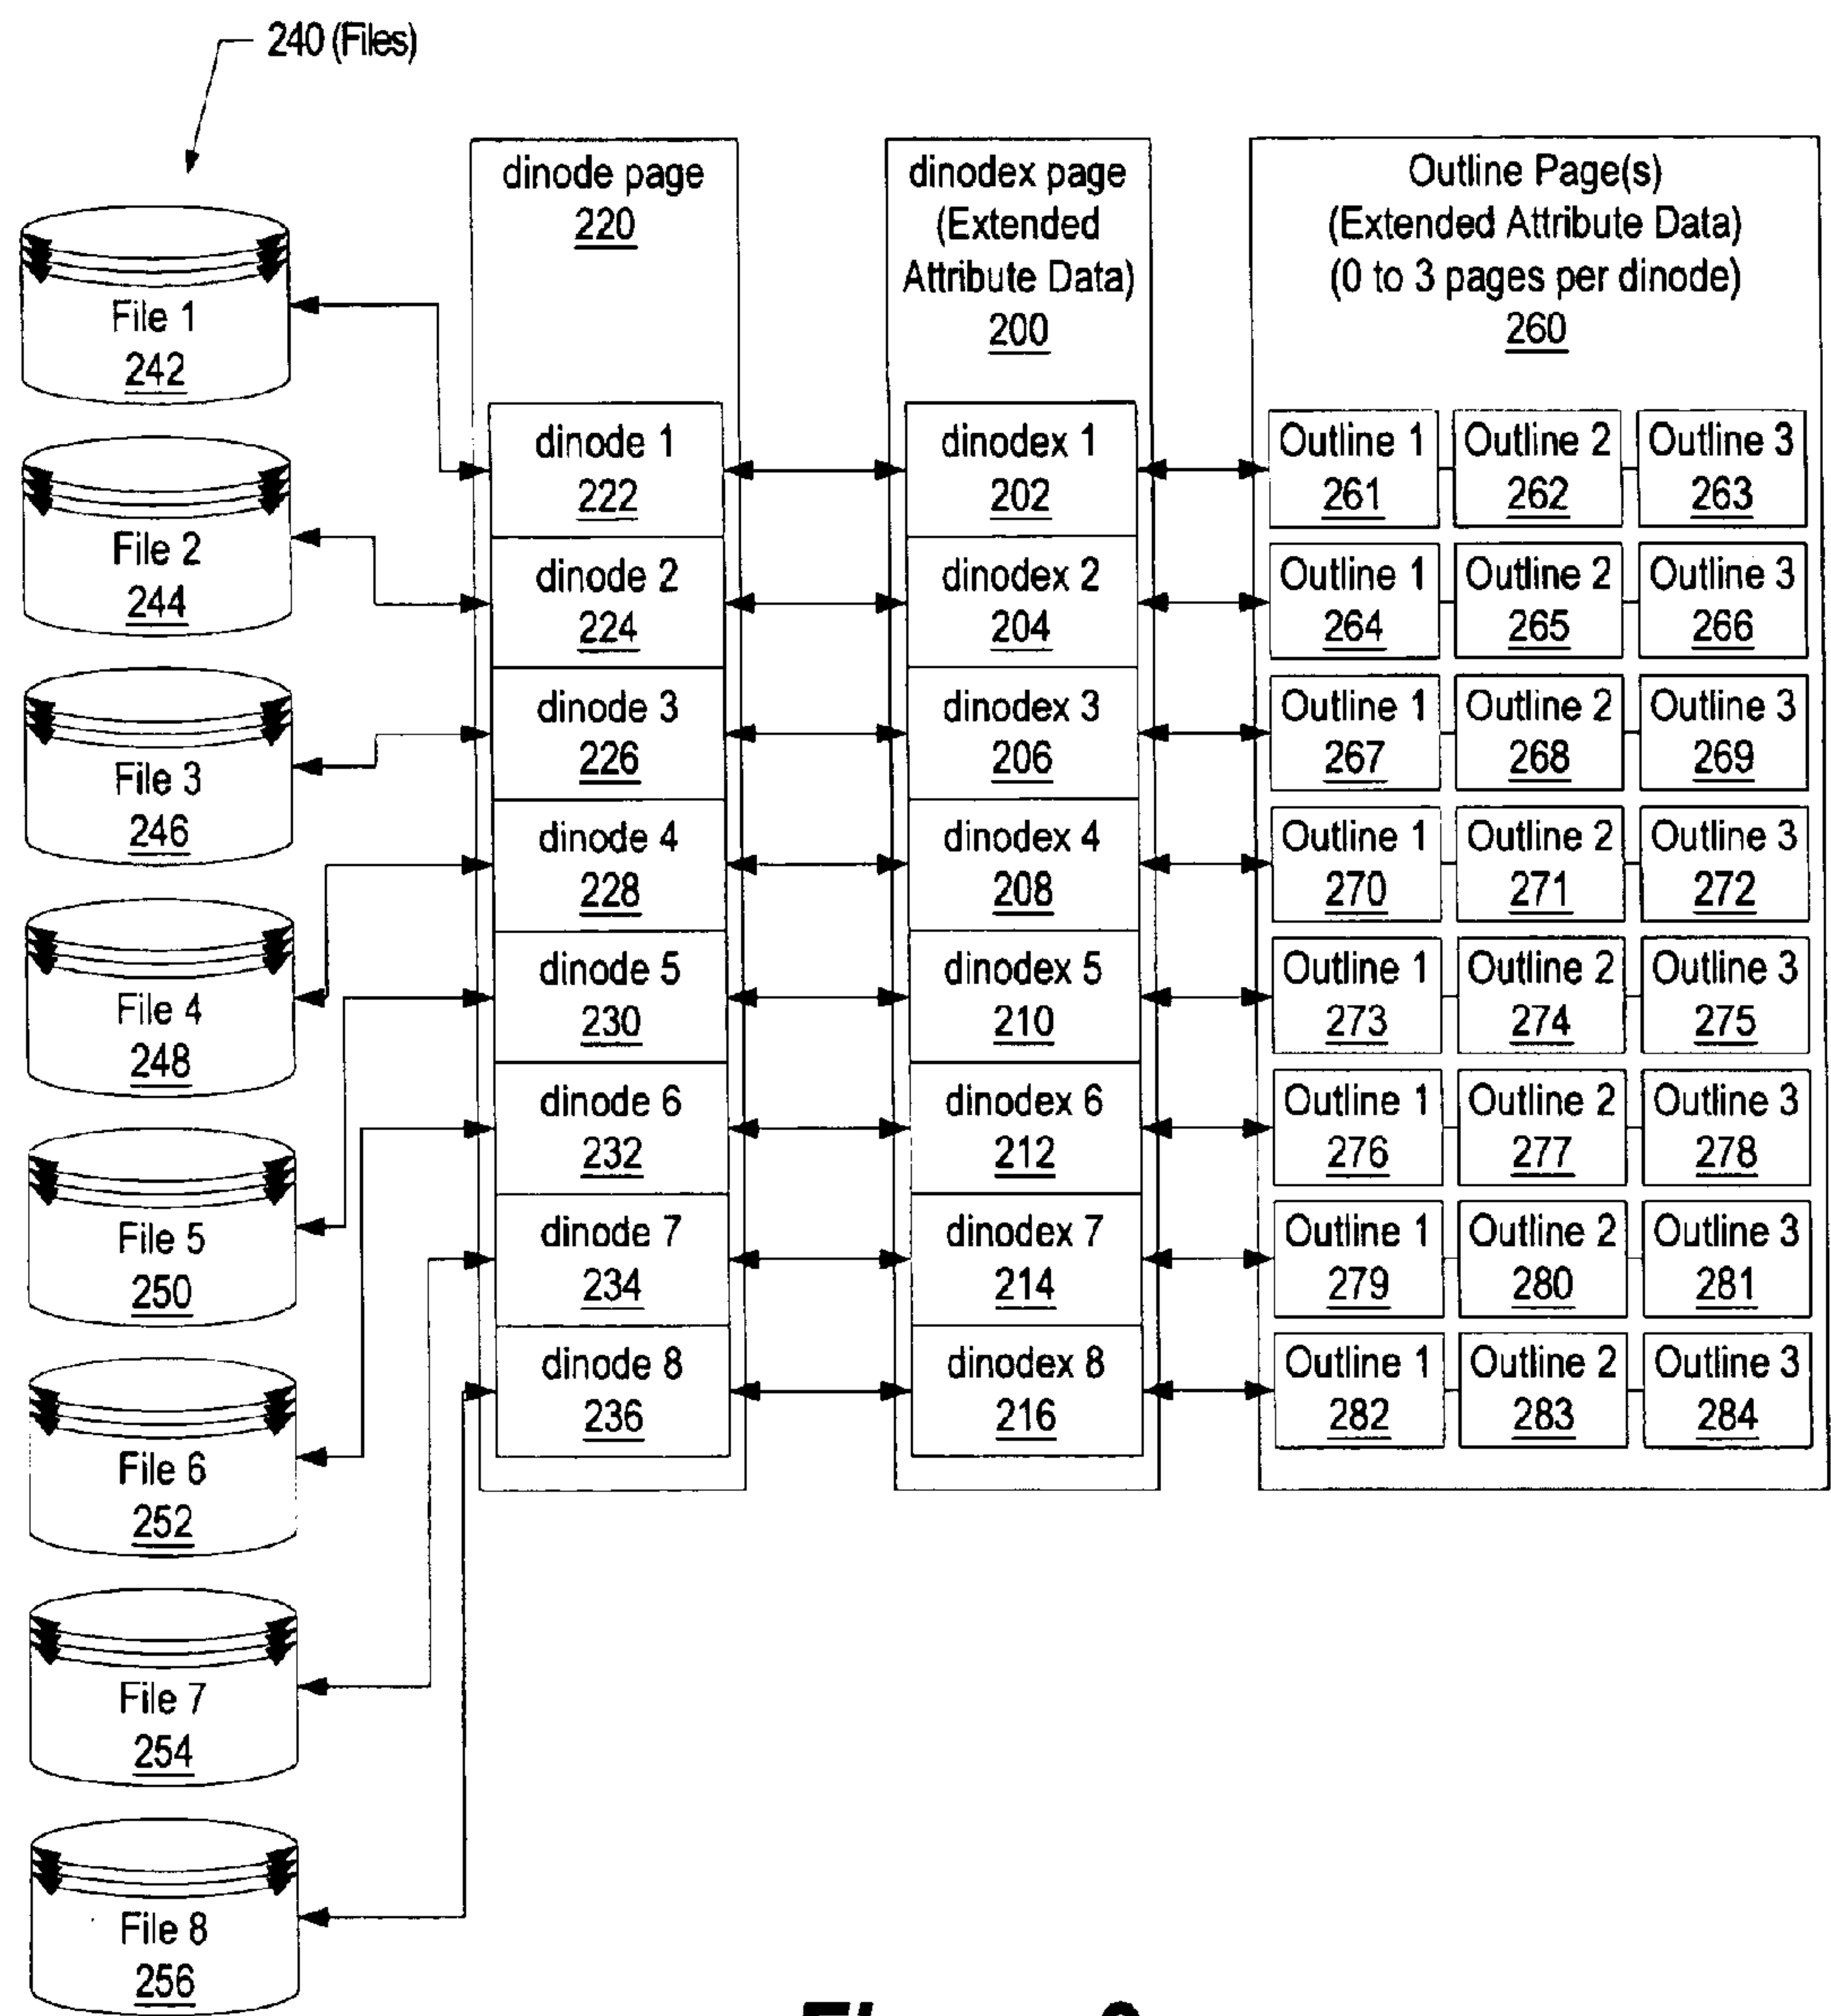 240 (Files)
File 1
242
File 2
244
File 3
246
File 4
248
File 5
250
File 6
252
File 7
254
File 8
256
dinode page
220
dinode 1
222
dinode 2
224
dinode 3
226
dinode 4
228
dinode 5
230
dinode 6
232
dinode 7
234
dinode 8
236
dinodex page
(Extended
Attribute Data)
200
dinodex 1
202
dinodex 2
204
dinodex 3
206
dinodex 4
208
dinodex 5
210
dinodex 6
212
dinodex 7
214
dinodex 8
216
Outline Page(s)
(Extended Attribute Data)
(0 to 3 pages per dinode)
260
Outline 1
261
Outline 2
262
Outline 3
263
Outline 1
264
Outline 2
265
Outline 3
266
Outline 1
267
Outline 2
268
Outline 3
269
Outline 1
270
Outline 2
271
Outline 3
272
Outline 1
273
Outline 2
274
Outline 3
275
Outline 1
276
Outline 2
277
Outline 3
278
Outline 1
279
Outline 2
280
Outline 3
281
Outline 1
282
Outline 2
283
Outline 3
284